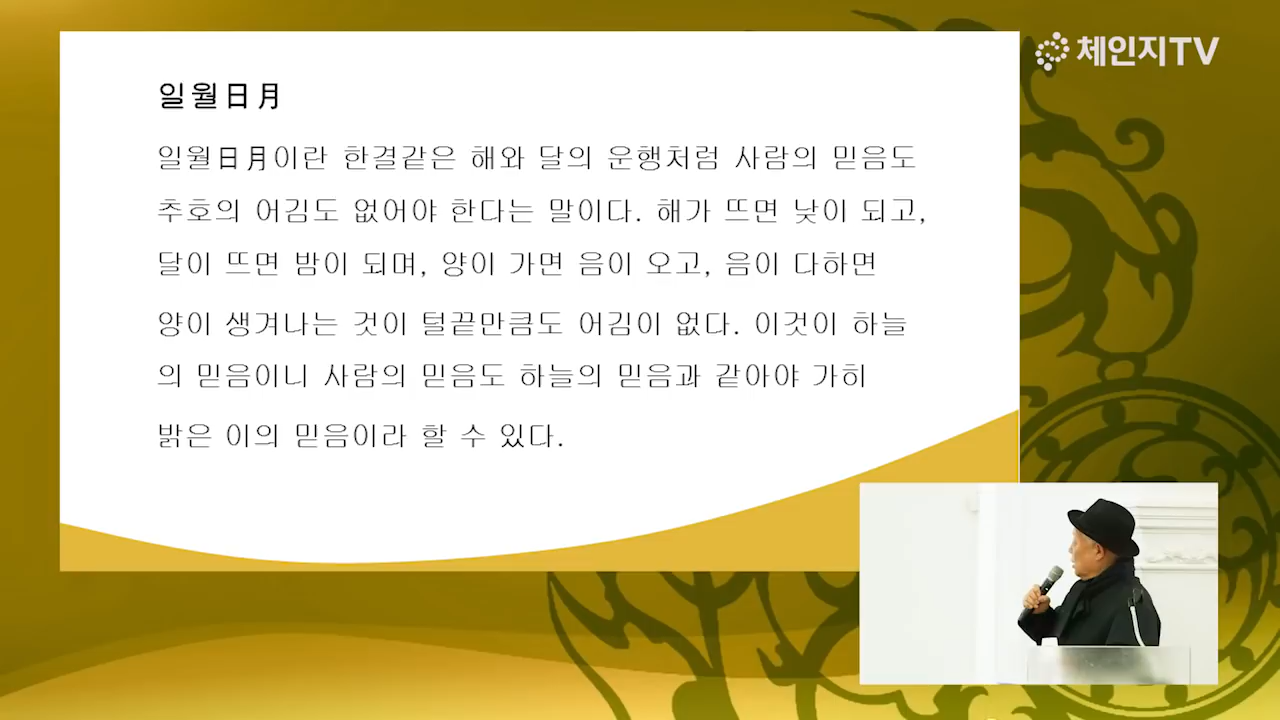 체인지TV
일월日月
일월日月이란 한결같은 해와 달의 운행처럼 사람의 믿음도
추호의 어김도 없어야 한다는 말이다. 해가 뜨면 낮이 되고,
달이 뜨면 밤이 되며, 양이 가면 음이 오고, 음이 다하면
양이 생겨나는 것이 털끝만큼도 어김이 없다. 이것이 하늘
의 믿음이니 사람의 믿음도 하늘의 믿음과 같아야 가히
밝은 이의 믿음이라 할 수 있다.